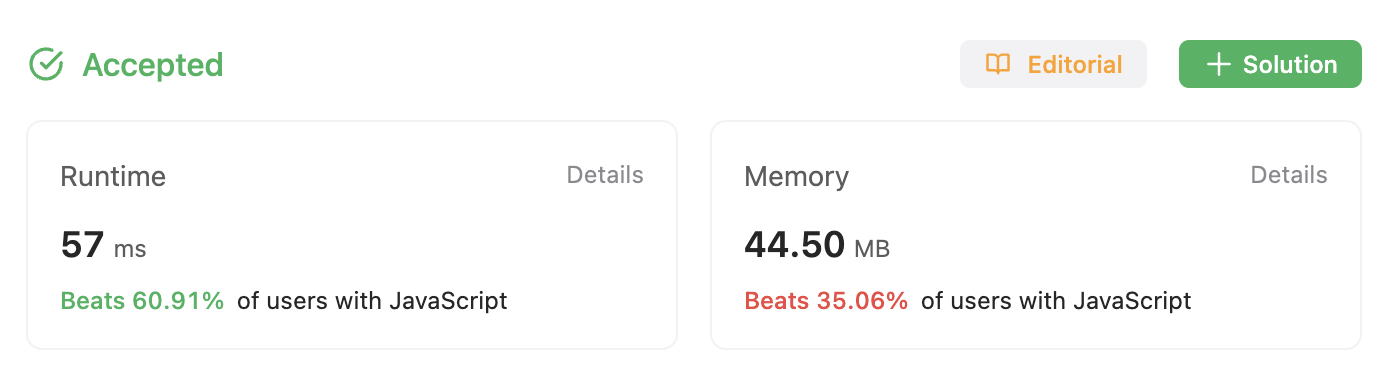 Accepted
Editorial
Solution
Runtime
Details
57 ms
Beats 60.91% of users with JavaScript
Memory
Details
44.50 MB
Beats 35.06% of users with JavaScript